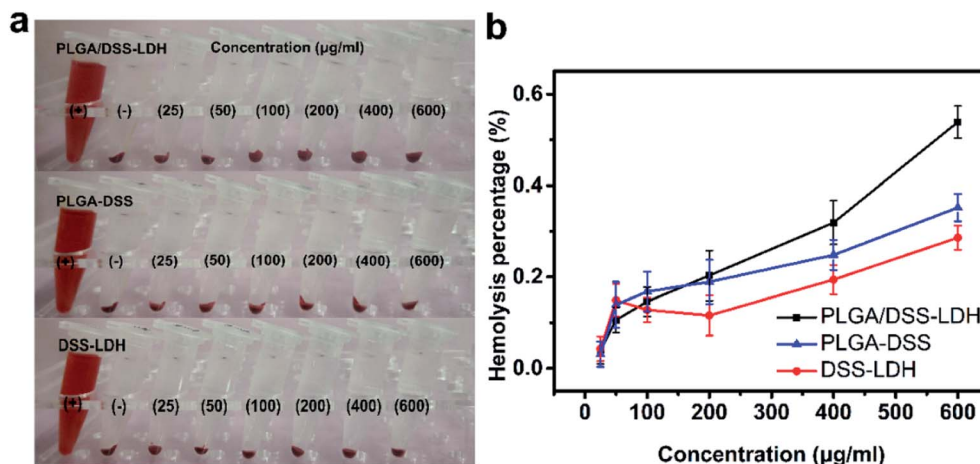 a
PLGA/DSS-LDH Concentration (µg/ml)
(+) (-) (25) (50) (100) (200) (400) (600)
PLGA-DSS
(+) (-) (25) (50) (100) (200) (400) (600)
DSS-LDH
(+) (-) (25) (50) (100) (200) (400) (600)
b
Hemolysis percentage (%)
0.6
0.4
0.2
0.0
PLGA/DSS-LDH
PLGA-DSS
DSS-LDH
0 100 200 300 400 500 600
Concentration (µg/ml)